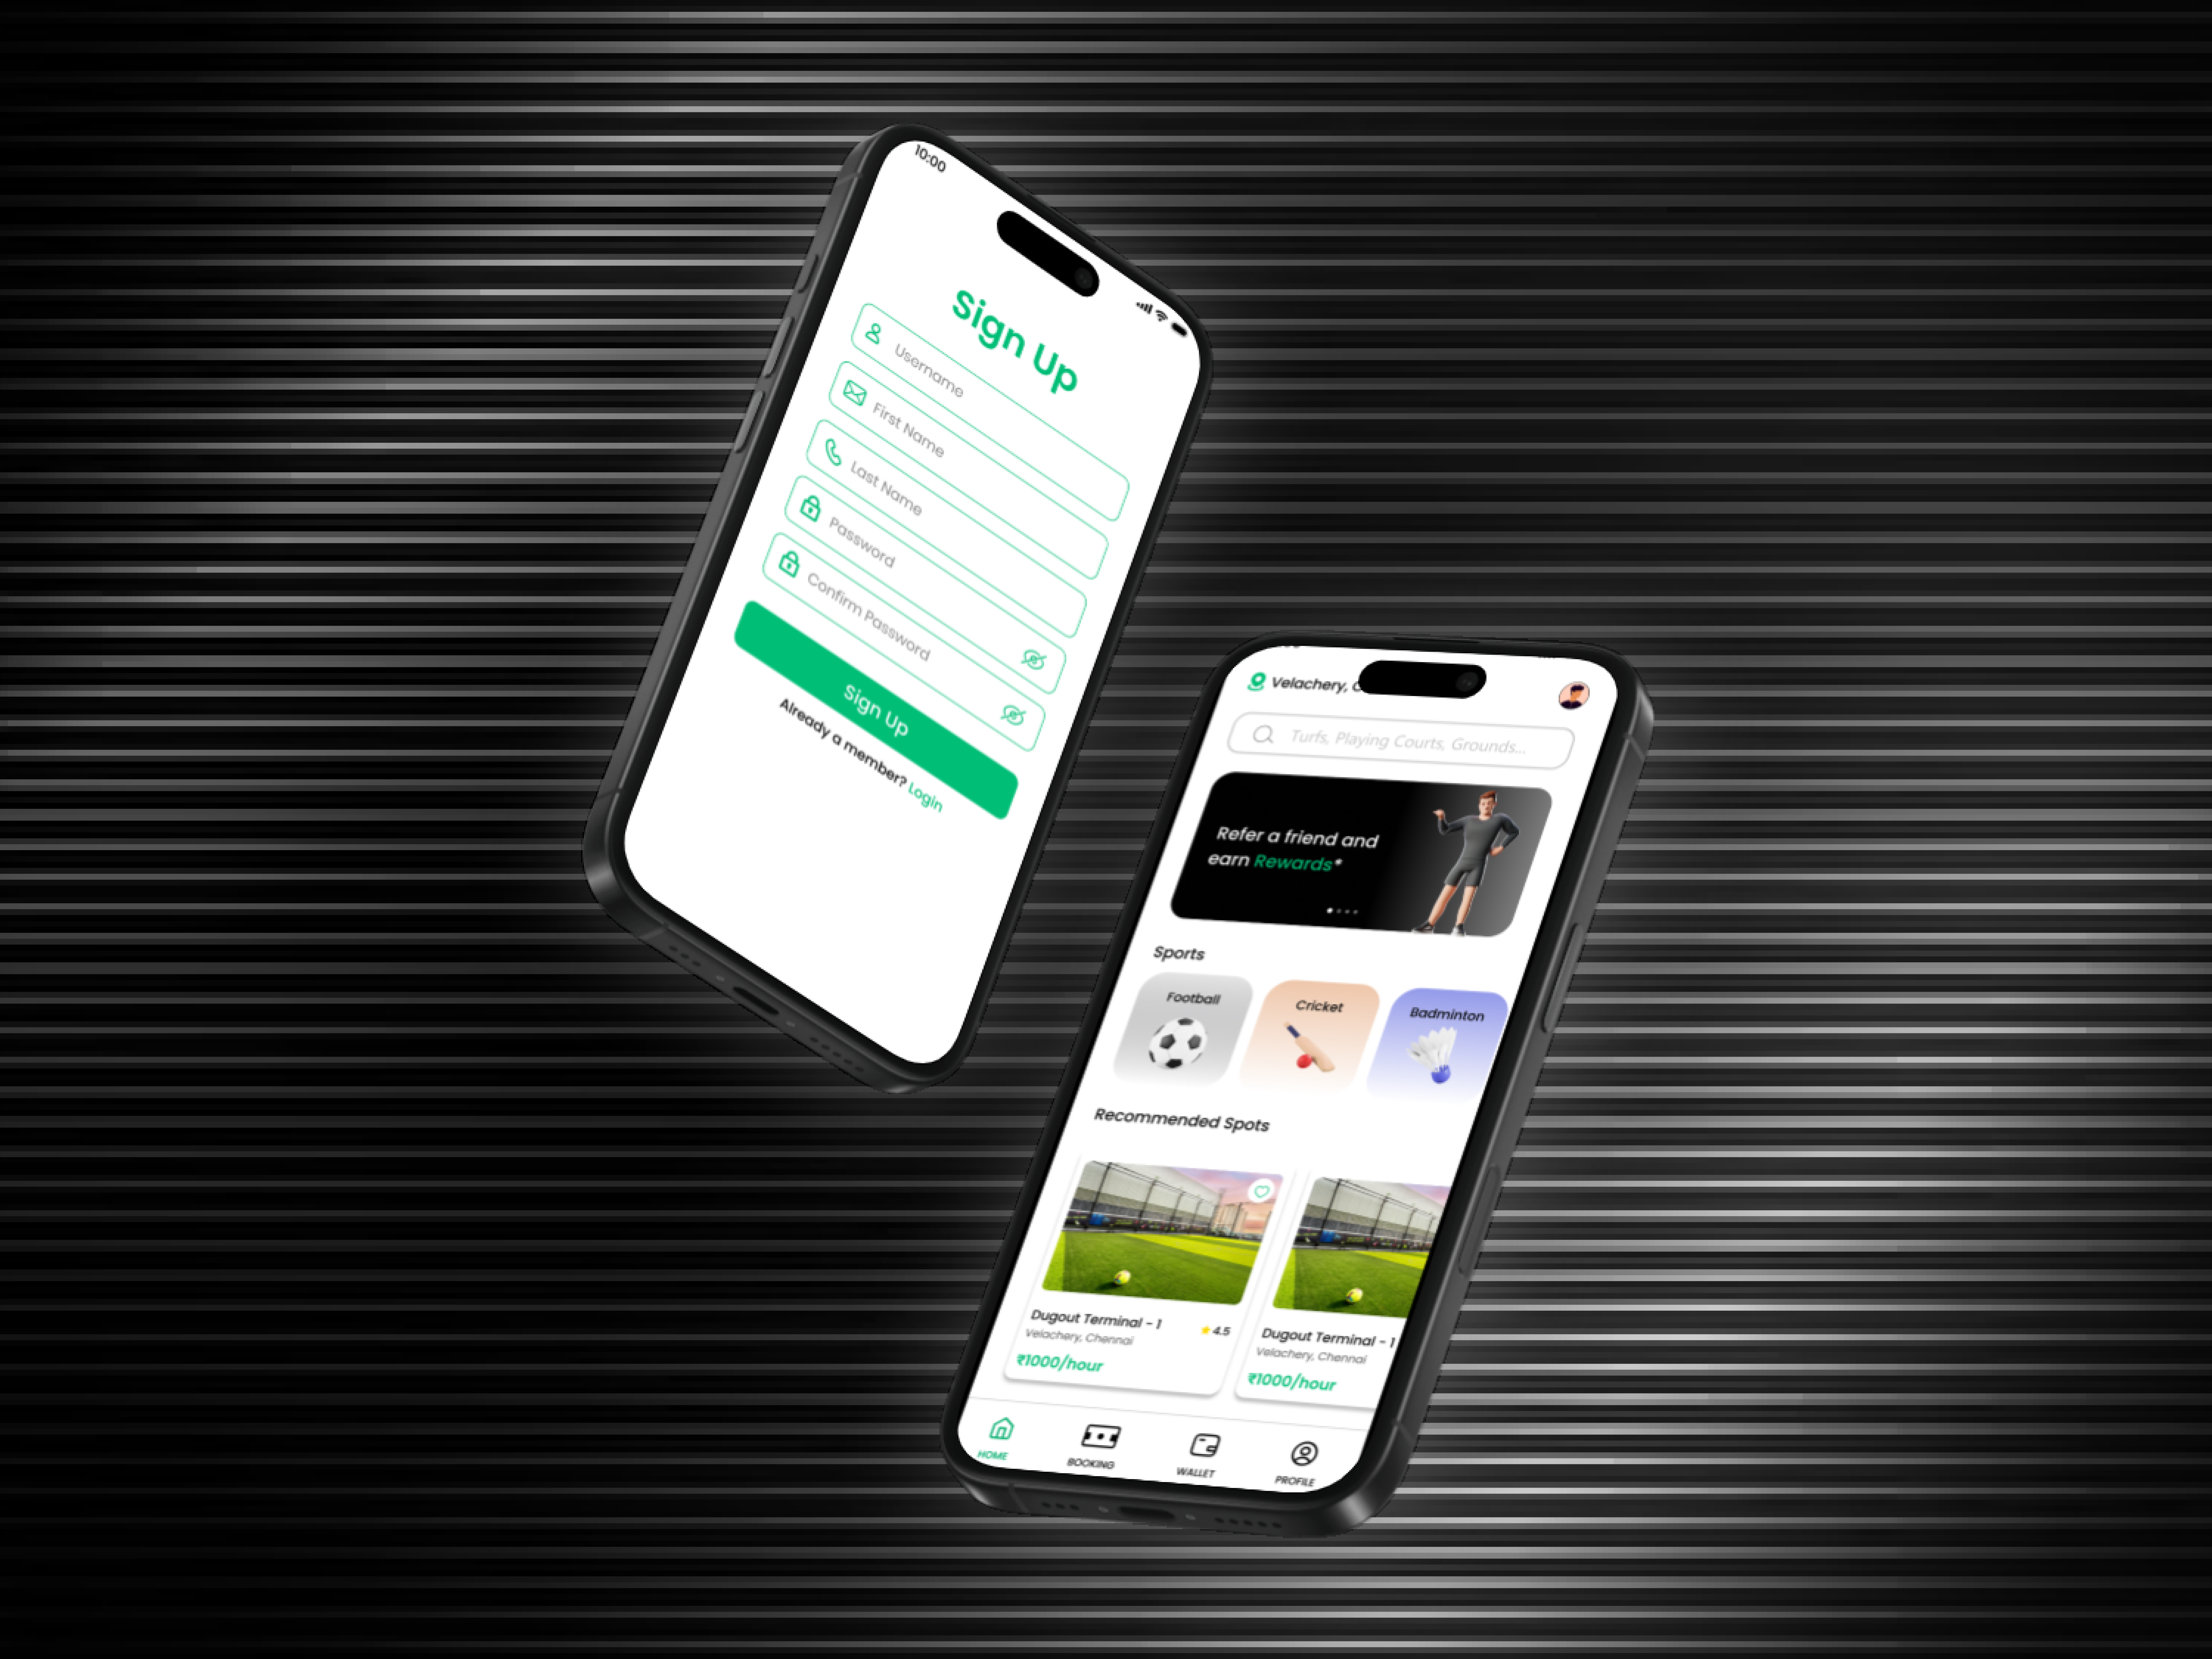 10:00
Sign Up
Username
First Name
Last Name
Password
Confirm Password
Sign Up
Already a member? Login
Velachery,
Turfs, Playing Courts, Grounds...
Refer a friend and
earn Rewards*
Sports
Football
Cricket
Badminton
Recommended Spots
Dugout Terminal - 1
4.5
Velachery, Chennai
₹1000/hour
Dugout Terminal - 1
Velachery, Chennai
₹1000/hour
HOME
BOOKING
WALLET
PROFILE